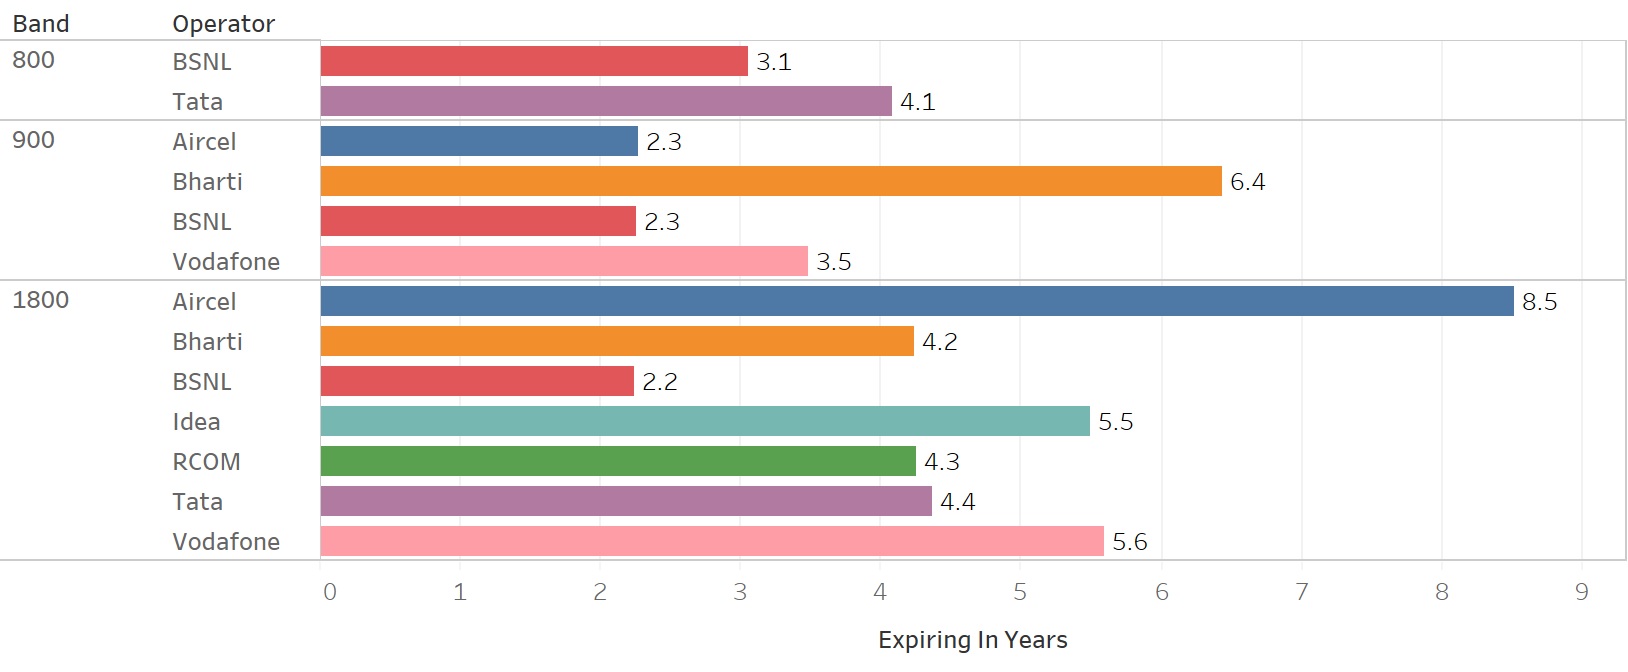 Band Operator
800 BSNL 3.1
Tata 4.1
900 Aircel 2.3
Bharti 6.4
BSNL 2.3
Vodafone 3.5
1800 Aircel 8.5
Bharti 4.2
BSNL 2.2
Idea 5.5
RCOM 4.3
Tata 4.4
Vodafone 5.6
0 1 2 3 4 5 6 7 8 9
Expiring In Years